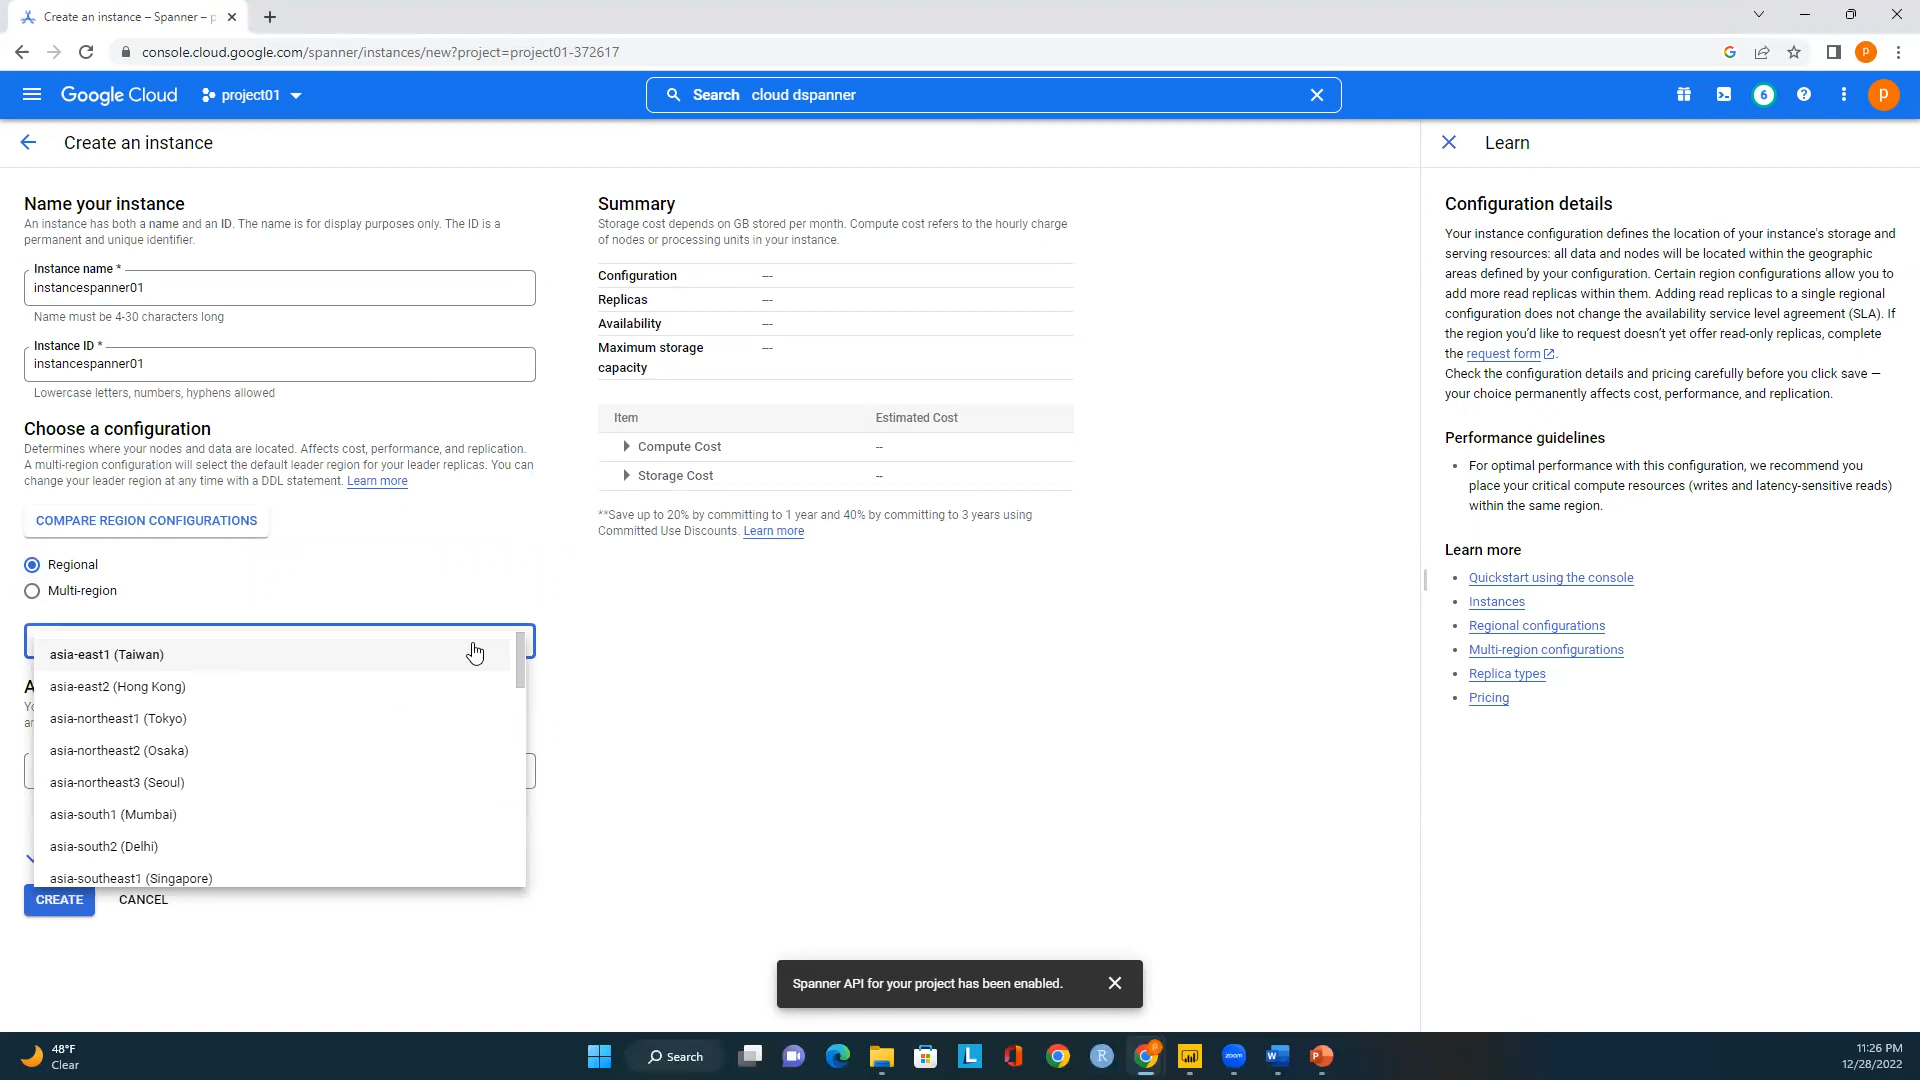 Create an instance – Spanner – p
console.cloud.google.com/spanner/instances/new?project=project01-372617
P
Google Cloud
project01
Search cloud dspanner
6
P
Create an instance
Name your instance
An instance has both a name and an ID. The name is for display purposes only. The ID is a
permanent and unique identifier.
Instance name *
instancespanner01
Name must be 4-30 characters long
Instance ID *
instancespanner01
Lowercase letters, numbers, hyphens allowed
Choose a configuration
Determines where your nodes and data are located. Affects cost, performance, and replication.
A multi-region configuration will select the default leader region for your leader replicas. You can
change your leader region at any time with a DDL statement. Learn more
COMPARE REGION CONFIGURATIONS
Regional
Multi-region
asia-east1 (Taiwan)
asia-east2 (Hong Kong)
asia-northeast1 (Tokyo)
asia-northeast2 (Osaka)
asia-northeast3 (Seoul)
asia-south1 (Mumbai)
asia-south2 (Delhi)
asia-southeast1 (Singapore)
CREATE
CANCEL
Summary
Storage cost depends on GB stored per month. Compute cost refers to the hourly charge
of nodes or processing units in your instance.
Configuration ---
Replicas ---
Availability ---
Maximum storage ---
capacity
Item Estimated Cost
Compute Cost --
Storage Cost --
**Save up to 20% by committing to 1 year and 40% by committing to 3 years using
Committed Use Discounts. Learn more
Learn
Configuration details
Your instance configuration defines the location of your instance's storage and
serving resources: all data and nodes will be located within the geographic
areas defined by your configuration. Certain region configurations allow you to
add more read replicas within them. Adding read replicas to a single regional
configuration does not change the availability service level agreement (SLA). If
the region you’d like to request doesn’t yet offer read-only replicas, complete
the request form.
Check the configuration details and pricing carefully before you click save —
your choice permanently affects cost, performance, and replication.
Performance guidelines
• For optimal performance with this configuration, we recommend you
place your critical compute resources (writes and latency-sensitive reads)
within the same region.
Learn more
• Quickstart using the console
• Instances
• Regional configurations
• Multi-region configurations
• Replica types
• Pricing
Spanner API for your project has been enabled.
48°F
Clear
Search
L
R
zoom
W
P
11:26 PM
12/28/2022